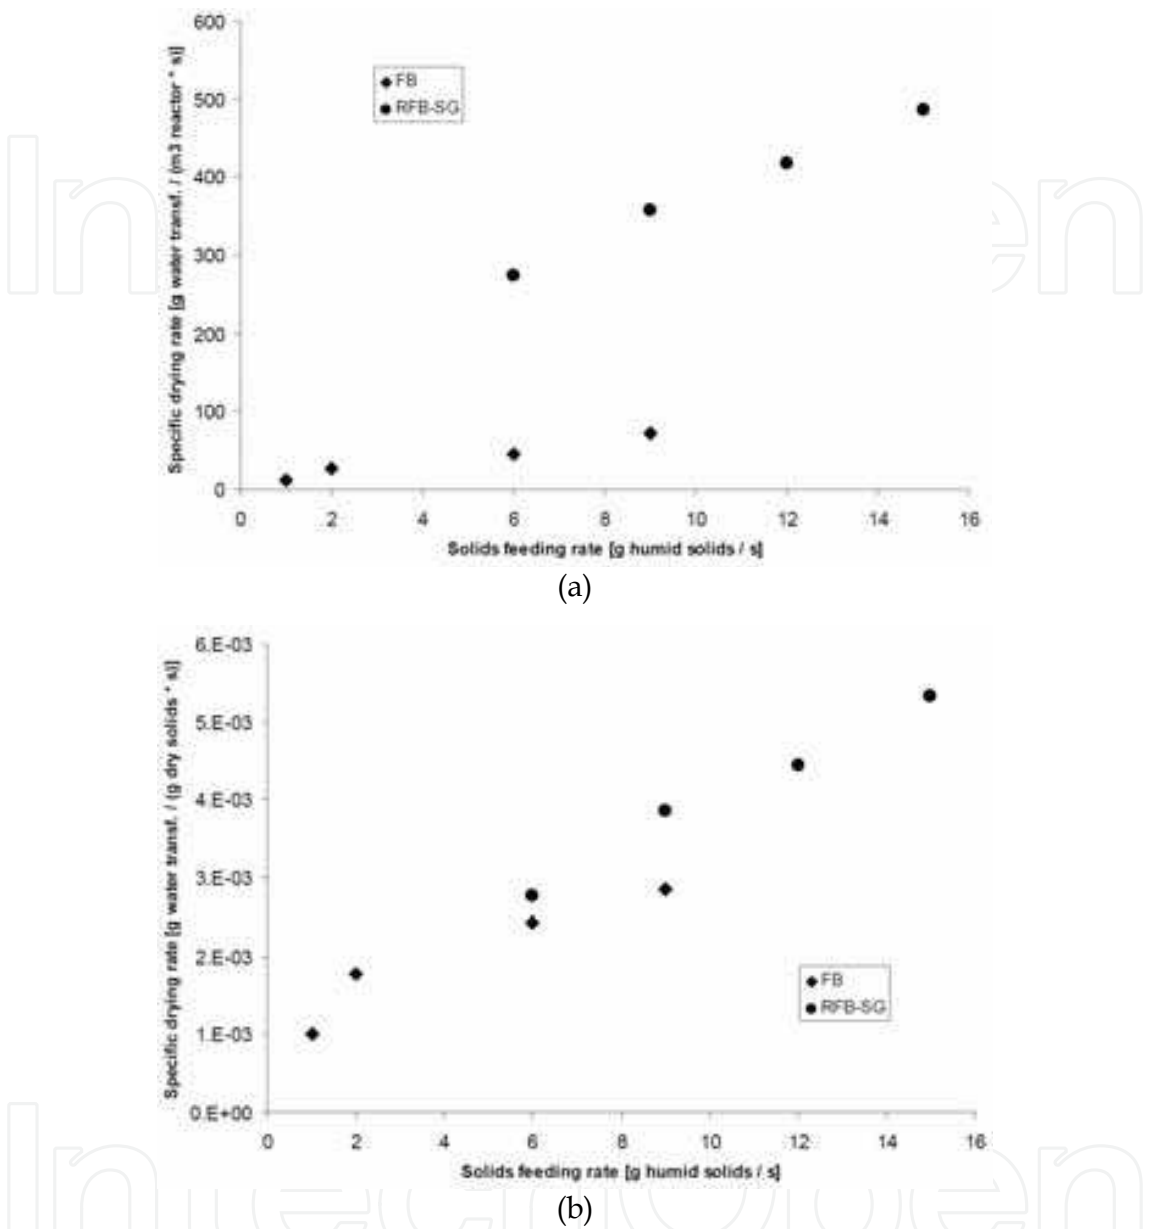 600
500
400
300
200
100
0
0 2 4 6 8 10 12 14 16
Specific drying rate [g water transf. / (m3 reactor * s)]
FB
RFB-SG
Solids feeding rate [g humid solids / s]
(a)
6.E-03
5.E-03
4.E-03
3.E-03
2.E-03
1.E-03
0.E+00
0 2 4 6 8 10 12 14 16
Specific drying rate [g water transf. / (g dry solids * s)]
FB
RFB-SG
Solids feeding rate [g humid solids / s]
(b)